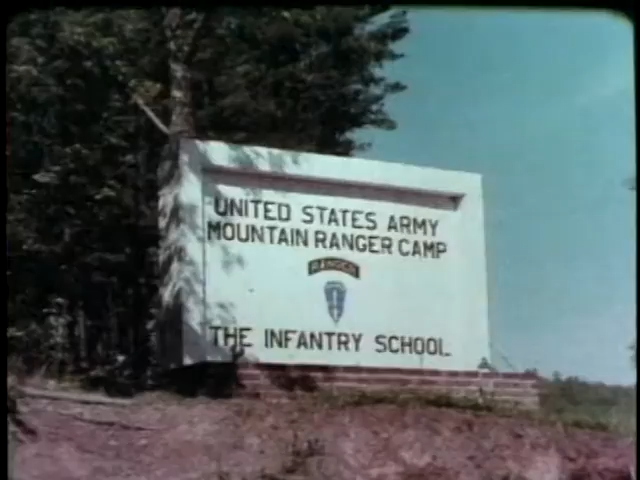 UNITED STATES ARMY
MOUNTAIN RANGER CAMP
RANGER
THE INFANTRY SCHOOL